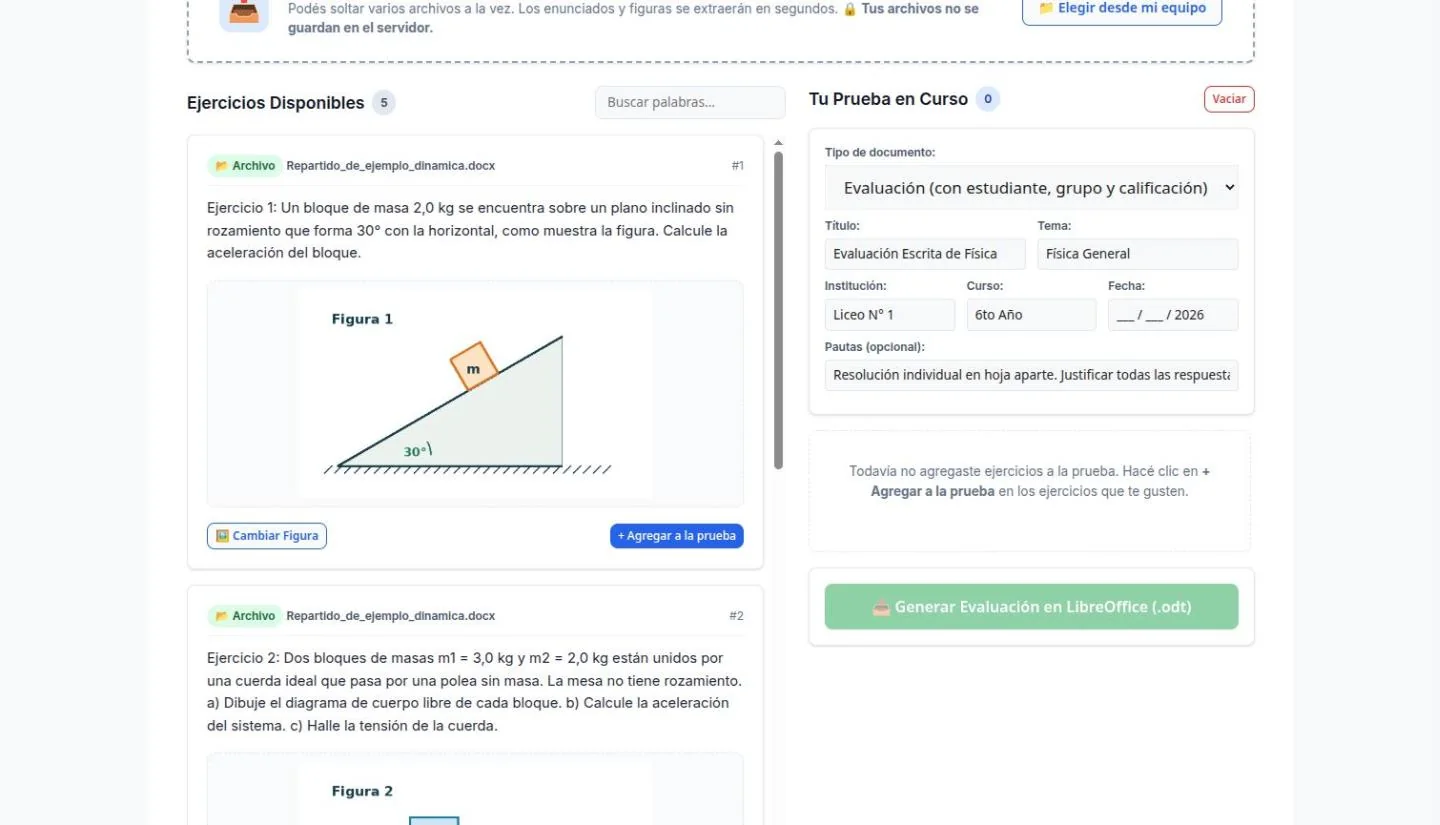 Podés soltar varios archivos a la vez. Los enunciados y figuras se extraerán en segundos. 🔒 Tus archivos no se
guardan en el servidor.
📁 Elegir desde mi equipo
Ejercicios Disponibles 5
Buscar palabras...
📂 Archivo Repartido_de_ejemplo_dinamica.docx #1
Ejercicio 1: Un bloque de masa 2,0 kg se encuentra sobre un plano inclinado sin
rozamiento que forma 30° con la horizontal, como muestra la figura. Calcule la
aceleración del bloque.
Figura 1
m
30°
🖼️ Cambiar Figura
+ Agregar a la prueba
📂 Archivo Repartido_de_ejemplo_dinamica.docx #2
Ejercicio 2: Dos bloques de masas m1 = 3,0 kg y m2 = 2,0 kg están unidos por
una cuerda ideal que pasa por una polea sin masa. La mesa no tiene rozamiento.
a) Dibuje el diagrama de cuerpo libre de cada bloque. b) Calcule la aceleración
del sistema. c) Halle la tensión de la cuerda.
Figura 2
Tu Prueba en Curso 0
Vaciar
Tipo de documento:
Evaluación (con estudiante, grupo y calificación)
Título:
Evaluación Escrita de Física
Tema:
Física General
Institución:
Liceo N° 1
Curso:
6to Año
Fecha:
___ / ___ / 2026
Pautas (opcional):
Resolución individual en hoja aparte. Justificar todas las respuesta
Todavía no agregaste ejercicios a la prueba. Hacé clic en +
Agregar a la prueba en los ejercicios que te gusten.
📥 Generar Evaluación en LibreOffice (.odt)